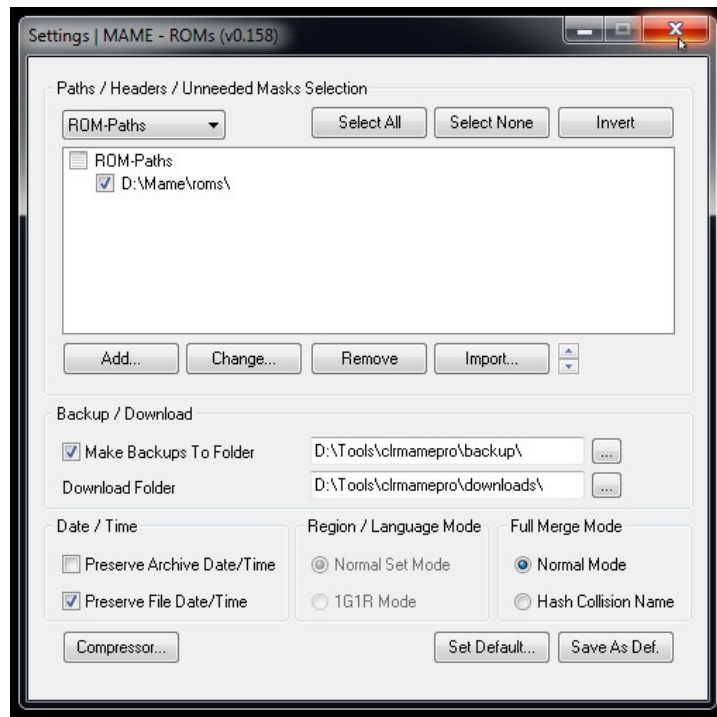 Settings | MAME - ROMs (v0.158)
Paths / Headers / Unneeded Masks Selection
ROM-Paths
Select All
Select None
Invert
ROM-Paths
D:\Mame\roms\
Add...
Change...
Remove
Import...
Backup / Download
Make Backups To Folder
D:\Tools\clrmamepro\backup\
...
Download Folder
D:\Tools\clrmamepro\downloads\
...
Date / Time
Preserve Archive Date/Time
Preserve File Date/Time
Region / Language Mode
Normal Set Mode
1G1R Mode
Full Merge Mode
Normal Mode
Hash Collision Name
Compressor...
Set Default...
Save As Def.